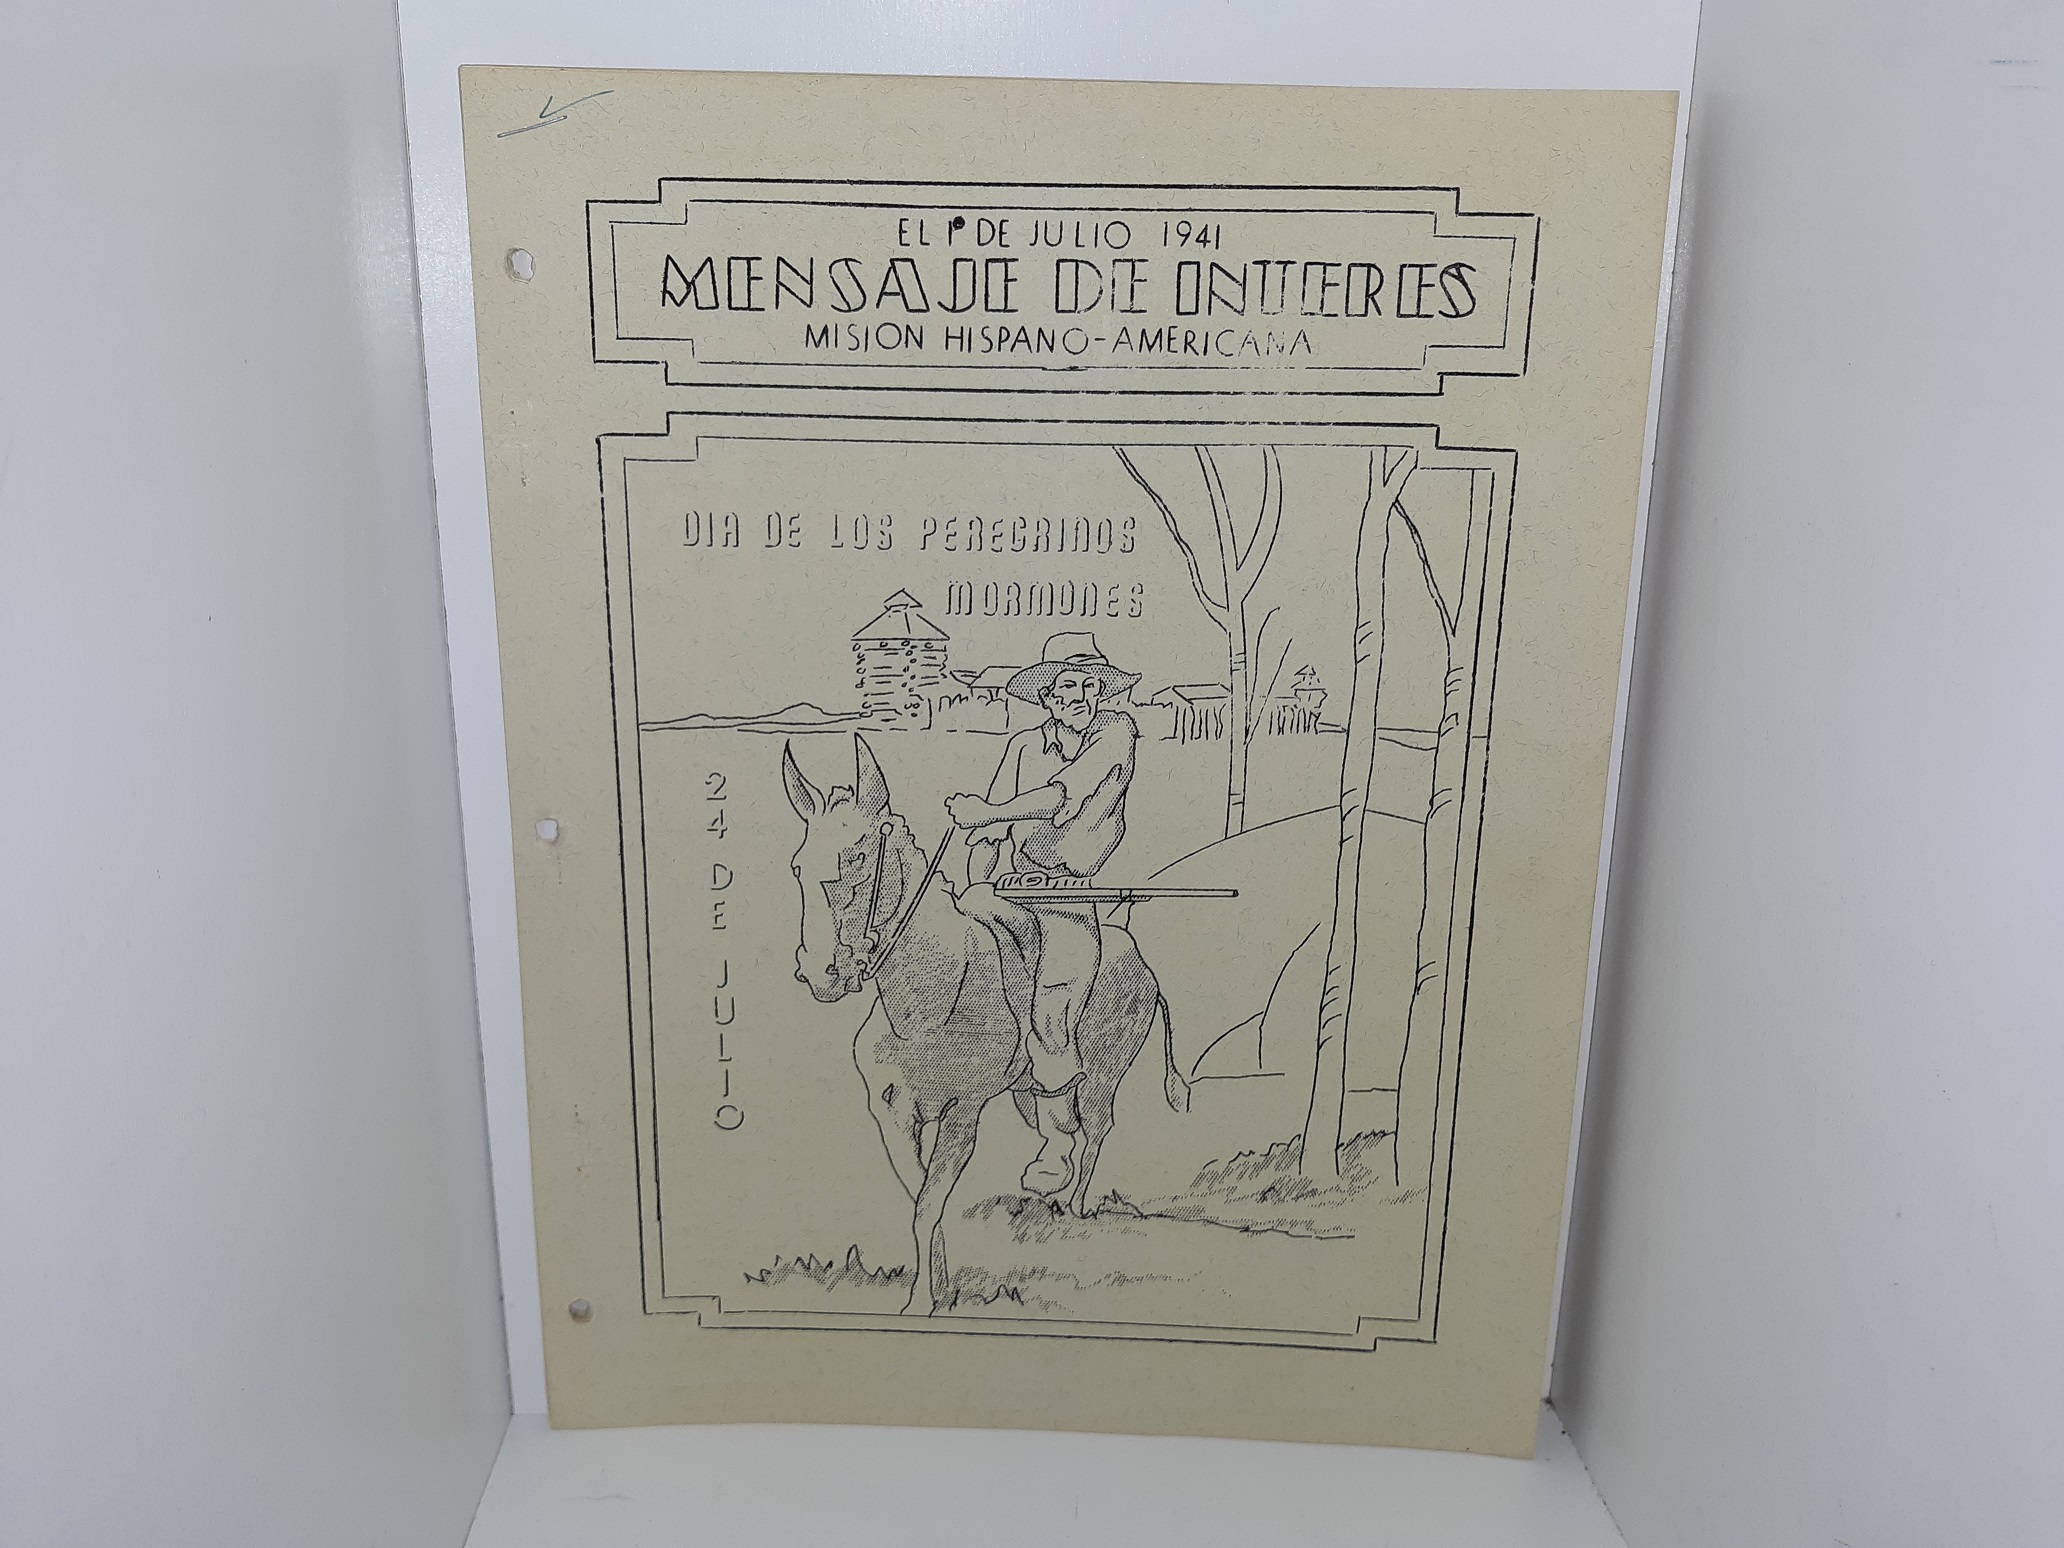 EL 1º DE JULIO 1941
MENSAJE DE INTERES
MISION HISPANO-AMERICANA
DIA DE LOS PEREGRINOS
MORMONES
24 DE JULIO